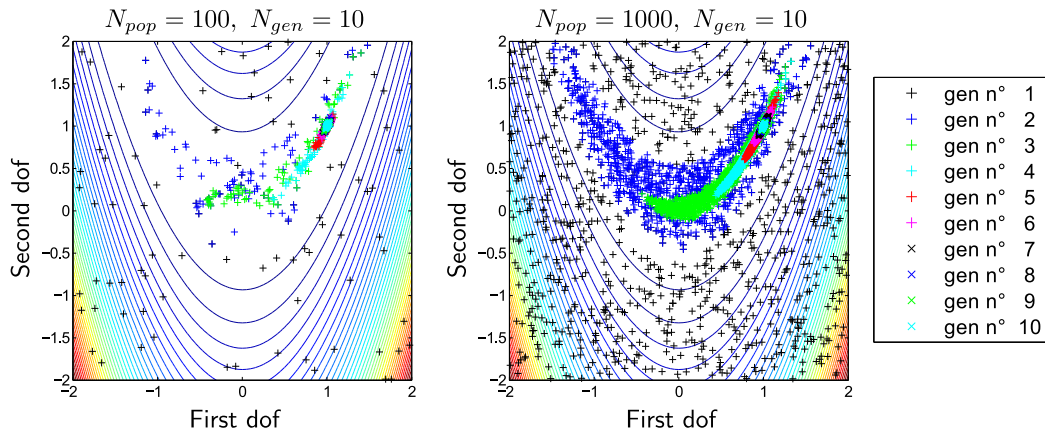 N_pop = 100, N_gen = 10
2
1.5
1
0.5
0
-0.5
-1
-1.5
-2
Second dof
−2 −1 0 1 2
First dof
N_pop = 1000, N_gen = 10
2
1.5
1
0.5
0
-0.5
-1
-1.5
-2
Second dof
−2 −1 0 1 2
First dof
gen n° 1
gen n° 2
gen n° 3
gen n° 4
gen n° 5
gen n° 6
gen n° 7
gen n° 8
gen n° 9
gen n° 10